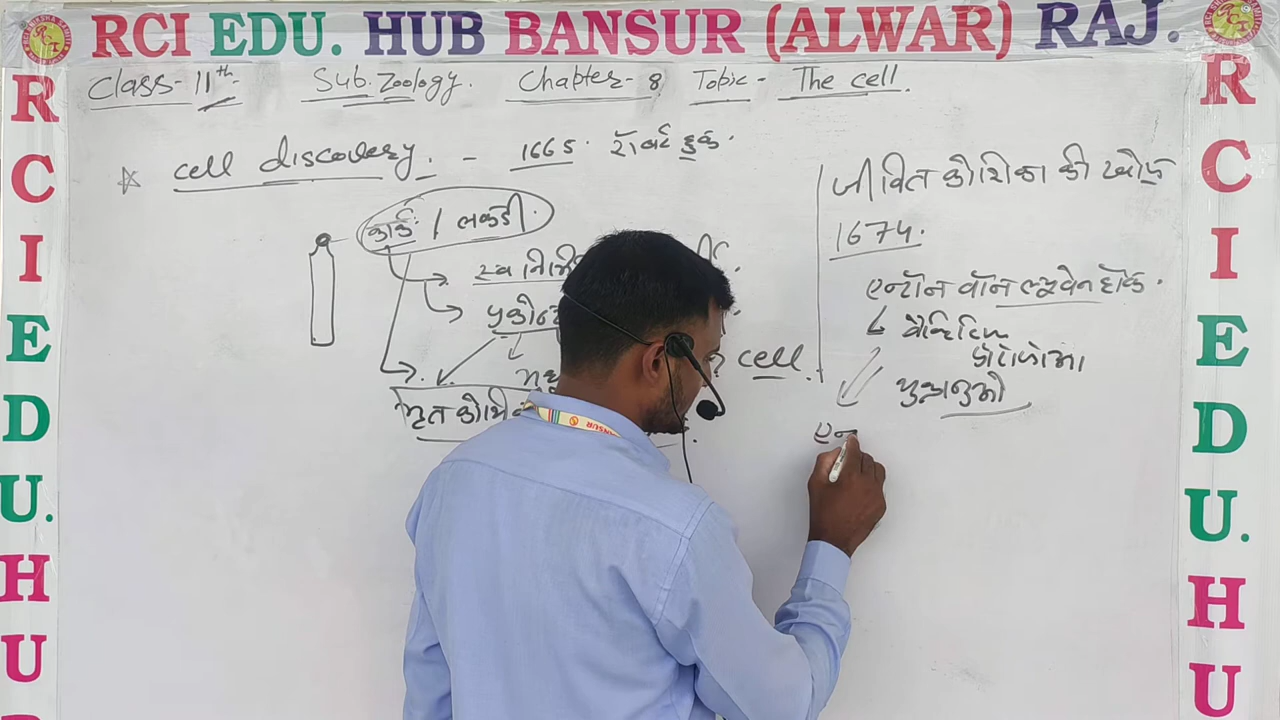 RCI EDU. HUB BANSUR (ALWAR) RAJ.
Class- 11th. Sub. Zoology. Chapter- 8 Topic- The cell.
cell discovery. - 1665. रॉबर्ट हुक.
कार्क / लकडी.
स्व
cell.
मृत
जीवित कोशिका की खोज
1674.
एन्टॉन वॉन ल्यूवेन हॉक.
प्रोटोजोआ
शुक्राणुओ
एन
R
C
I
E
D
U.
H
U
R
C
I
E
D
U.
H
U